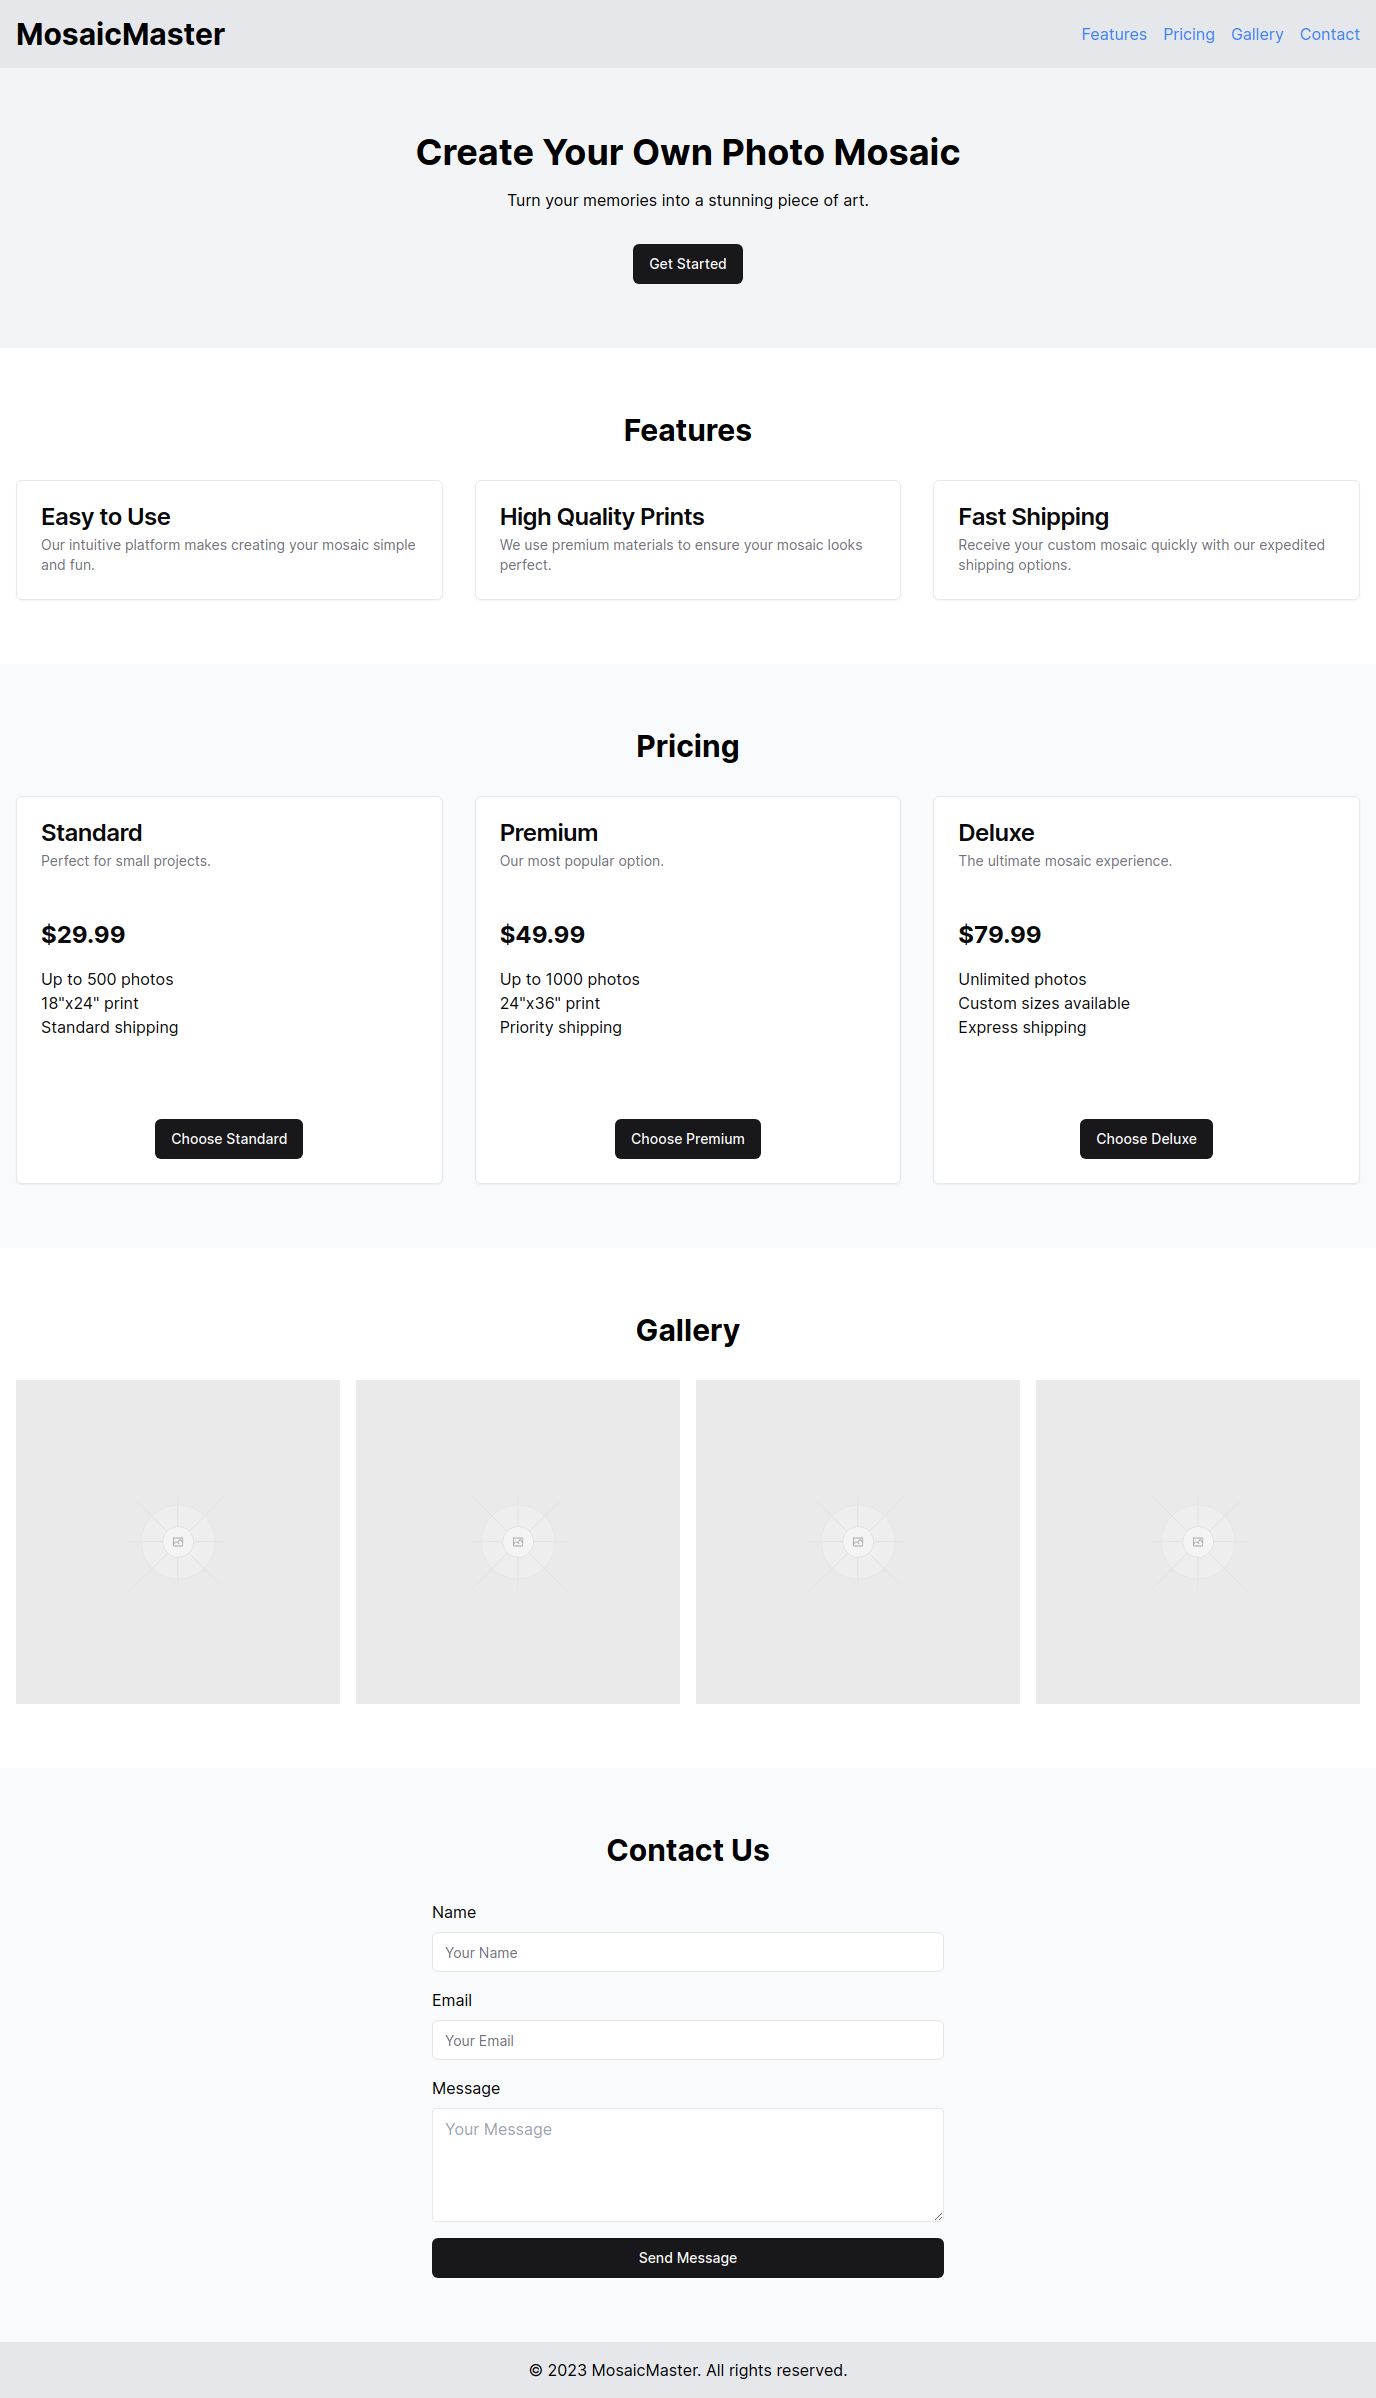 MosaicMaster
Features Pricing Gallery Contact
Create Your Own Photo Mosaic
Turn your memories into a stunning piece of art.
Get Started
Features
Easy to Use
Our intuitive platform makes creating your mosaic simple
and fun.
High Quality Prints
We use premium materials to ensure your mosaic looks
perfect.
Fast Shipping
Receive your custom mosaic quickly with our expedited
shipping options.
Pricing
Standard
Perfect for small projects.
$29.99
Up to 500 photos
18"x24" print
Standard shipping
Choose Standard
Premium
Our most popular option.
$49.99
Up to 1000 photos
24"x36" print
Priority shipping
Choose Premium
Deluxe
The ultimate mosaic experience.
$79.99
Unlimited photos
Custom sizes available
Express shipping
Choose Deluxe
Gallery
Contact Us
Name
Your Name
Email
Your Email
Message
Your Message
Send Message
© 2023 MosaicMaster. All rights reserved.